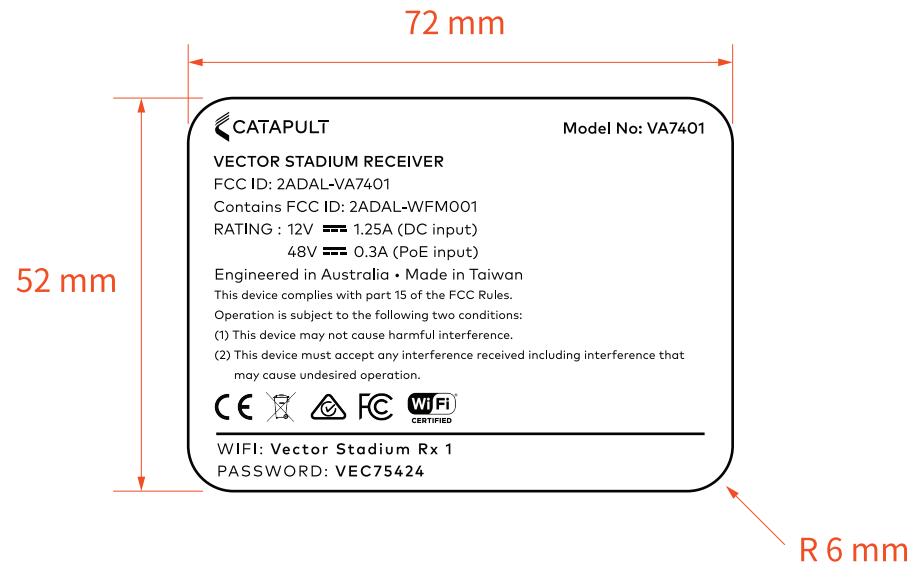 72 mm
CATAPULT
Model No: VA7401
VECTOR STADIUM RECEIVER
FCC ID: 2ADAL-VA7401
Contains FCC ID: 2ADAL-WFM001
RATING : 12V ⎓ 1.25A (DC input)
48V ⎓ 0.3A (PoE input)
52 mm
Engineered in Australia • Made in Taiwan
This device complies with part 15 of the FCC Rules.
Operation is subject to the following two conditions:
(1) This device may not cause harmful interference.
(2) This device must accept any interference received including interference that
may cause undesired operation.
CE FC Wi Fi
CERTIFIED
WIFI: Vector Stadium Rx 1
PASSWORD: VEC75424
R 6 mm